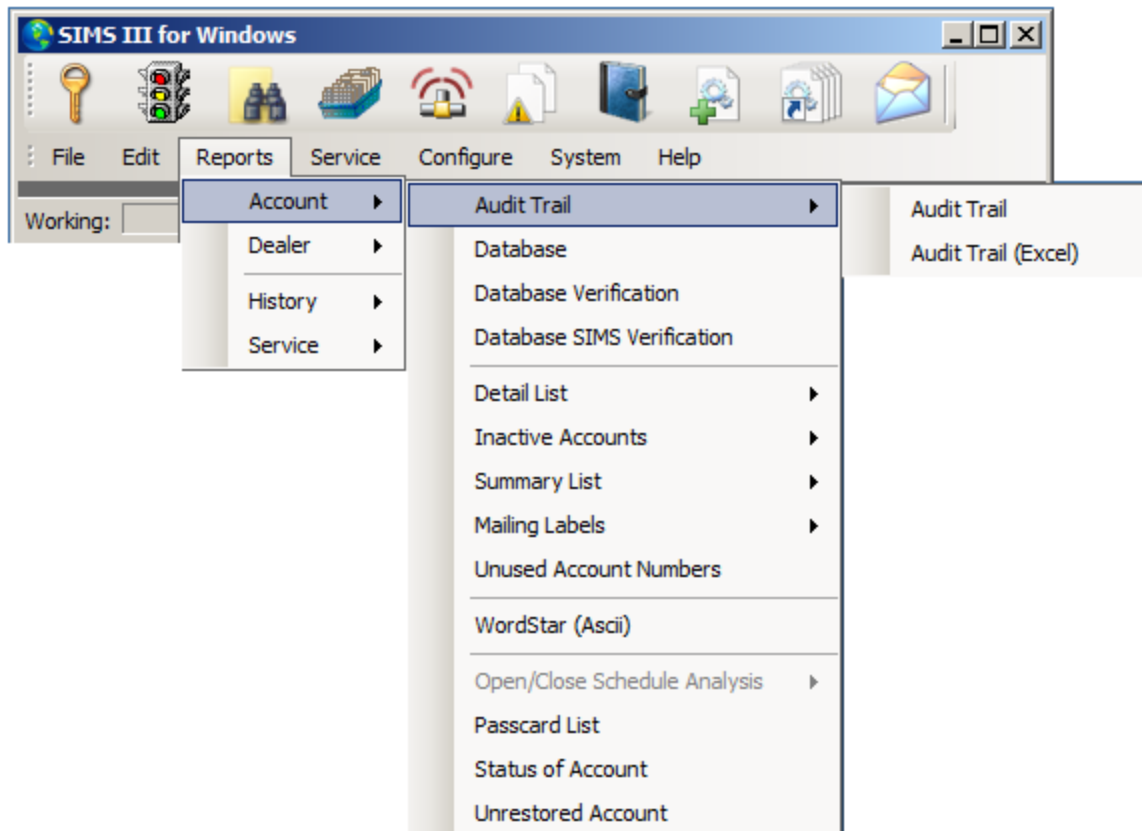 SIMS III for Windows
File Edit Reports Service Configure System Help
Working:
Account
Dealer
History
Service
Audit Trail
Database
Database Verification
Database SIMS Verification
Detail List
Inactive Accounts
Summary List
Mailing Labels
Unused Account Numbers
WordStar (Ascii)
Open/Close Schedule Analysis
Passcard List
Status of Account
Unrestored Account
Audit Trail
Audit Trail (Excel)